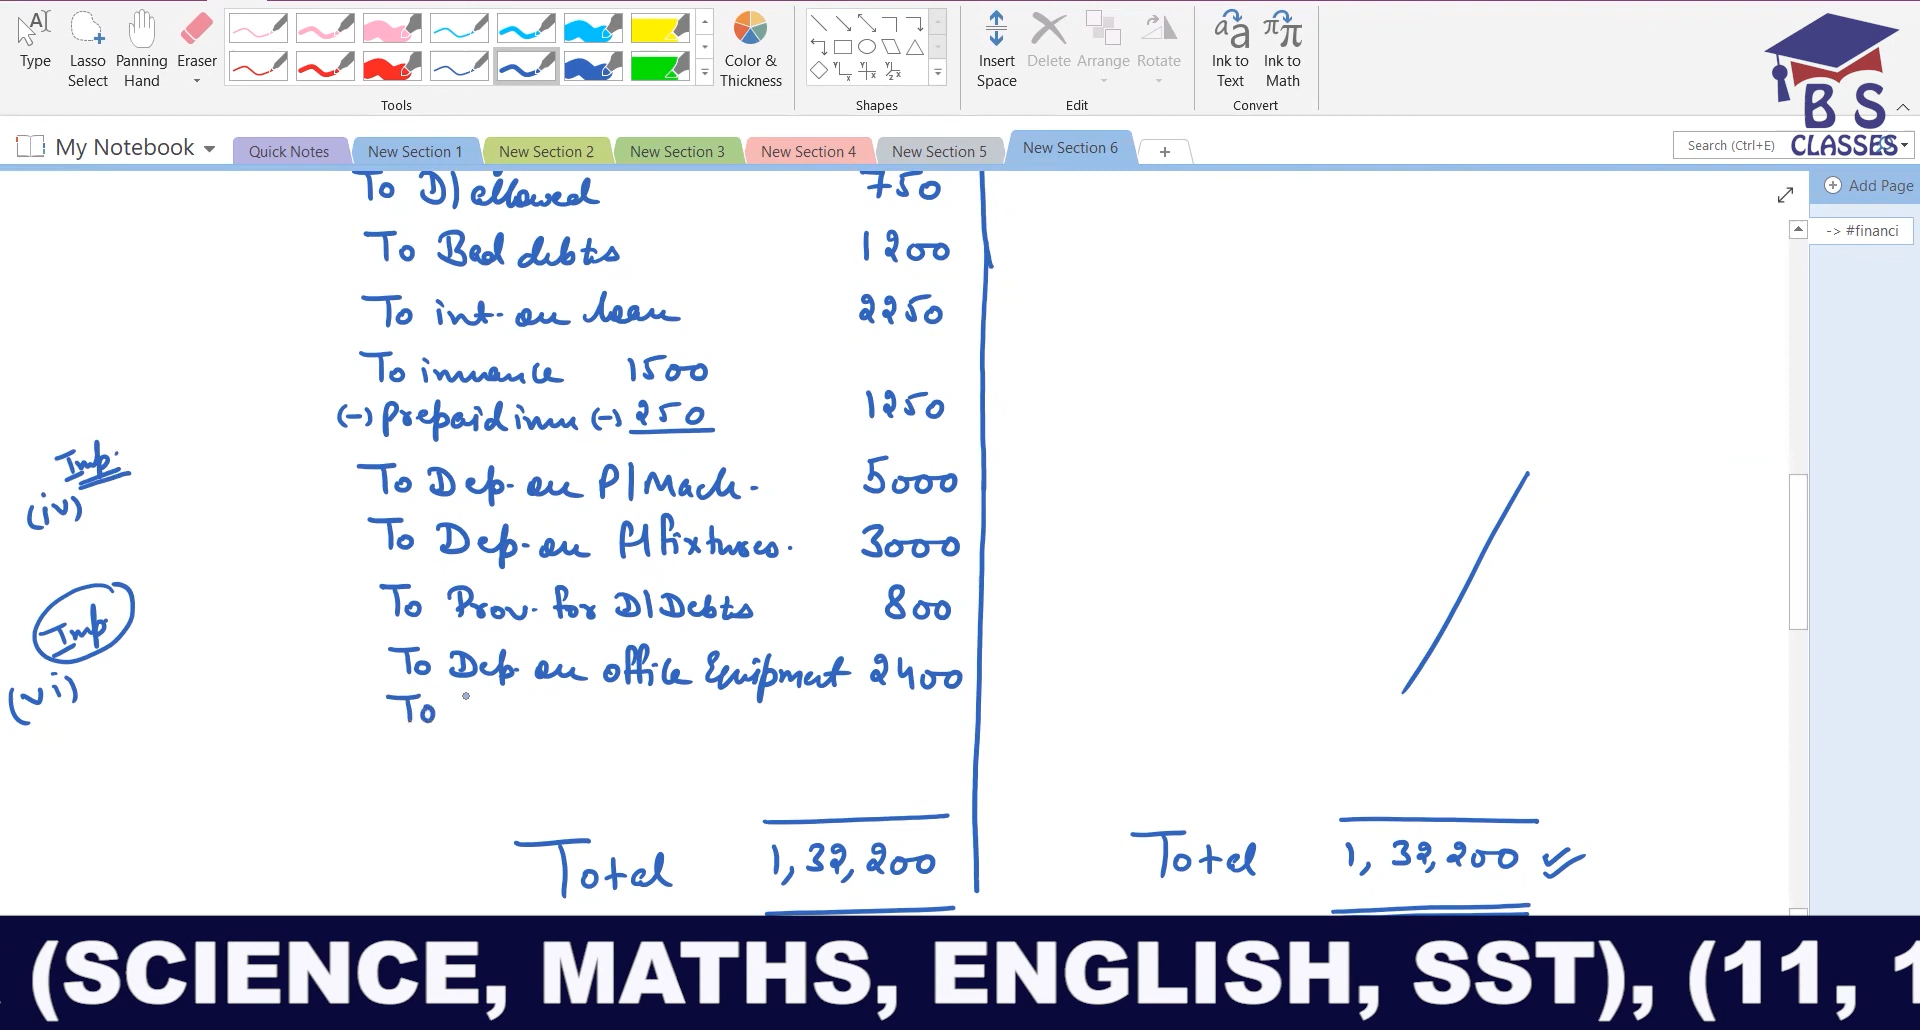 Type
Lasso Select
Panning Hand
Eraser
Color & Thickness
Insert Space
Delete
Arrange
Rotate
Ink to Text
Ink to Math
Tools
Shapes
Edit
Convert
B S
CLASSES
My Notebook
Quick Notes
New Section 1
New Section 2
New Section 3
New Section 4
New Section 5
New Section 6
Search (Ctrl+E)
Add Page
-> #financi
To D/allowed 750
To Bad debts 1200
To int. on loan 2250
To insurance 1500
(-) Prepaid insu (-) 250 1250
Imp.
(iv)
To Dep. on P/Mach. 5000
To Dep. on f/fixtures. 3000
Imp
To Prov. for D/Debts 800
(vi)
To Dep. on office Equipment 2400
To
Total 1,32,200
Total 1,32,200
(SCIENCE, MATHS, ENGLISH, SST), (11, 1